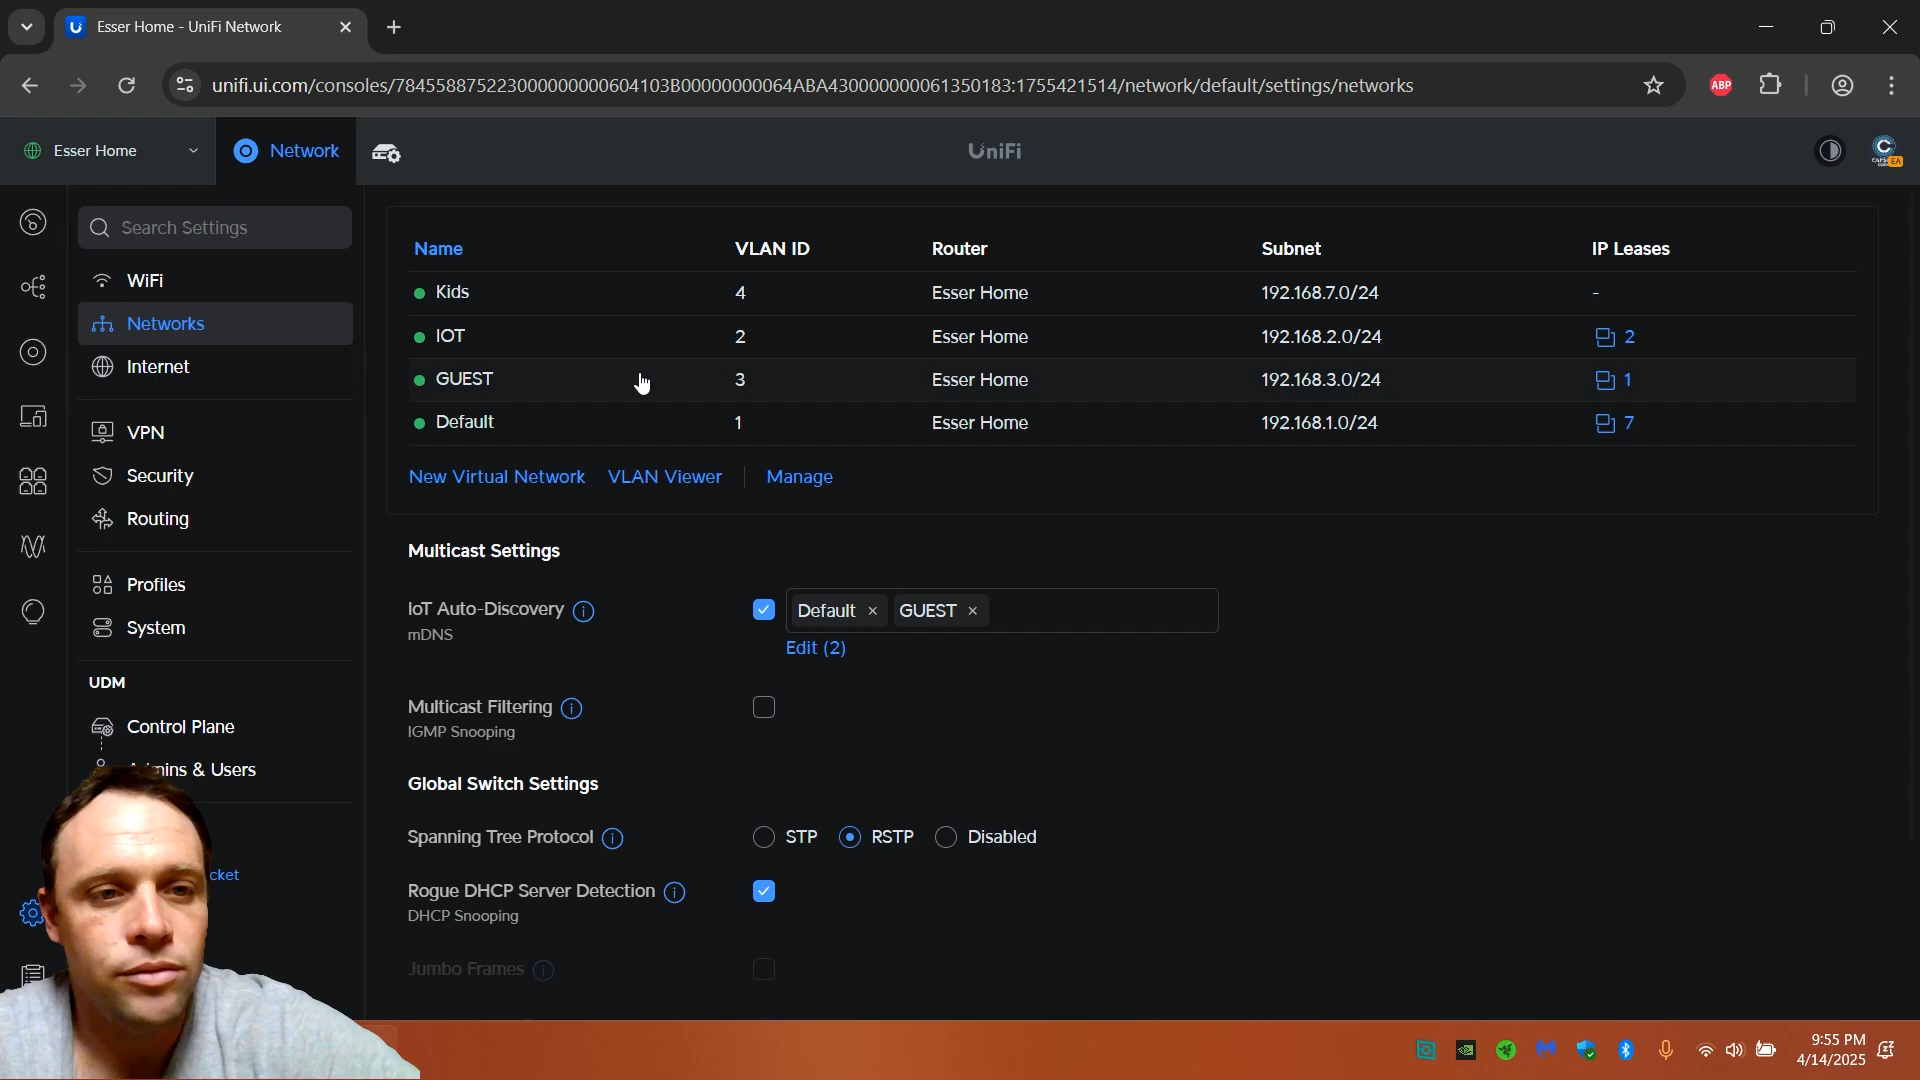 Esser Home - UniFi Network
unifi.ui.com/consoles/7845588752230000000000604103B00000000064ABA430000000061350183:1755421514/network/default/settings/networks
ABP
Esser Home
Network
UniFi
EA
Search Settings
WiFi
Networks
Internet
VPN
Security
Routing
Profiles
System
UDM
Control Plane
Admins & Users
cket
Name VLAN ID Router Subnet IP Leases
Kids 4 Esser Home 192.168.7.0/24 -
IOT 2 Esser Home 192.168.2.0/24 2
GUEST 3 Esser Home 192.168.3.0/24 1
Default 1 Esser Home 192.168.1.0/24 7
New Virtual Network VLAN Viewer Manage
Multicast Settings
IoT Auto-Discovery
mDNS
Default × GUEST ×
Edit (2)
Multicast Filtering
IGMP Snooping
Global Switch Settings
Spanning Tree Protocol STP RSTP Disabled
Rogue DHCP Server Detection
DHCP Snooping
Jumbo Frames
9:55 PM
4/14/2025